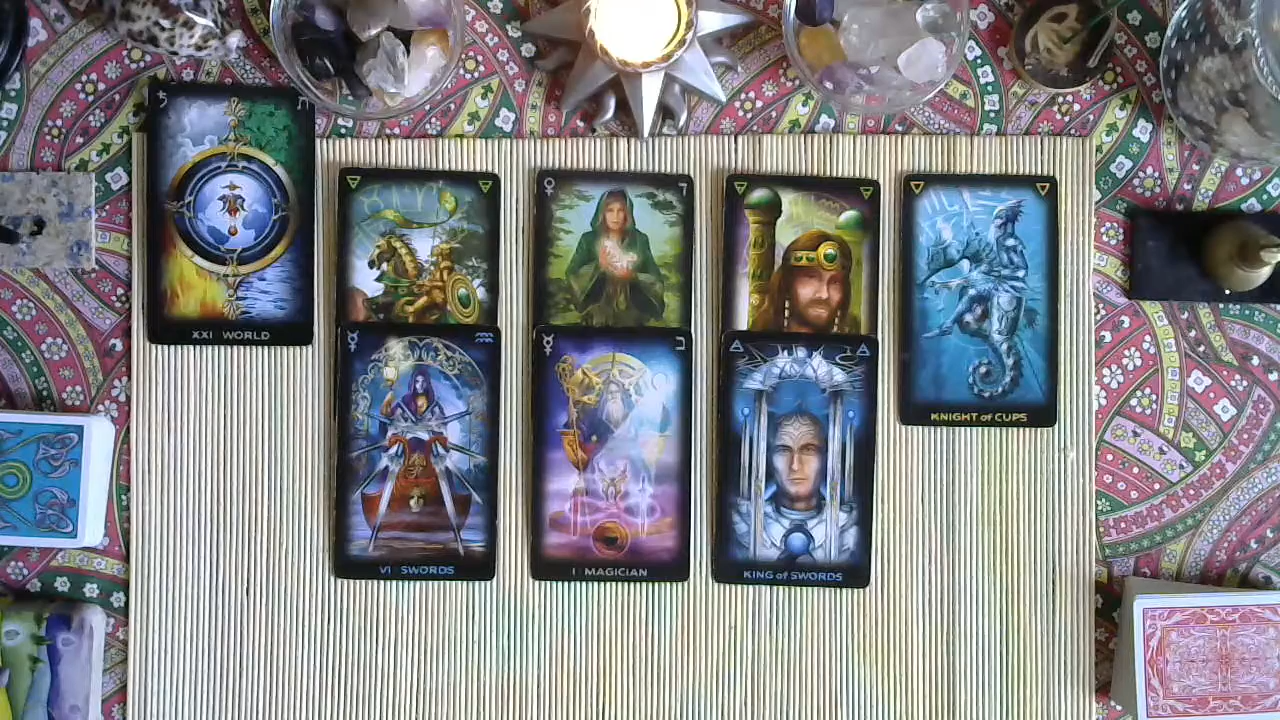 XXI WORLD
VI SWORDS
I MAGICIAN
KING of SWORDS
KNIGHT of CUPS